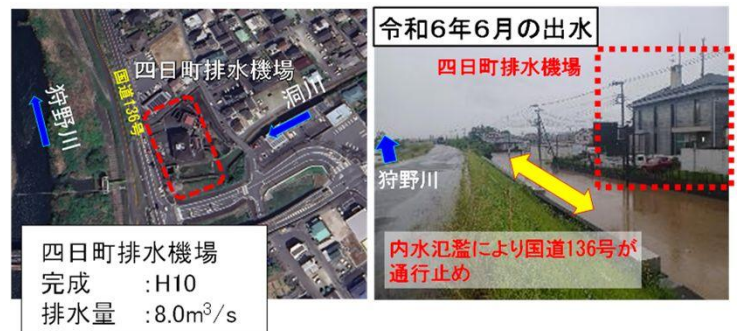 狩野川
国道136号
四日町排水機場
洞川
四日町排水機場
完成　　:H10
排水量　:8.0m³/s
令和6年6月の出水
四日町排水機場
狩野川
内水氾濫により国道136号が
通行止め